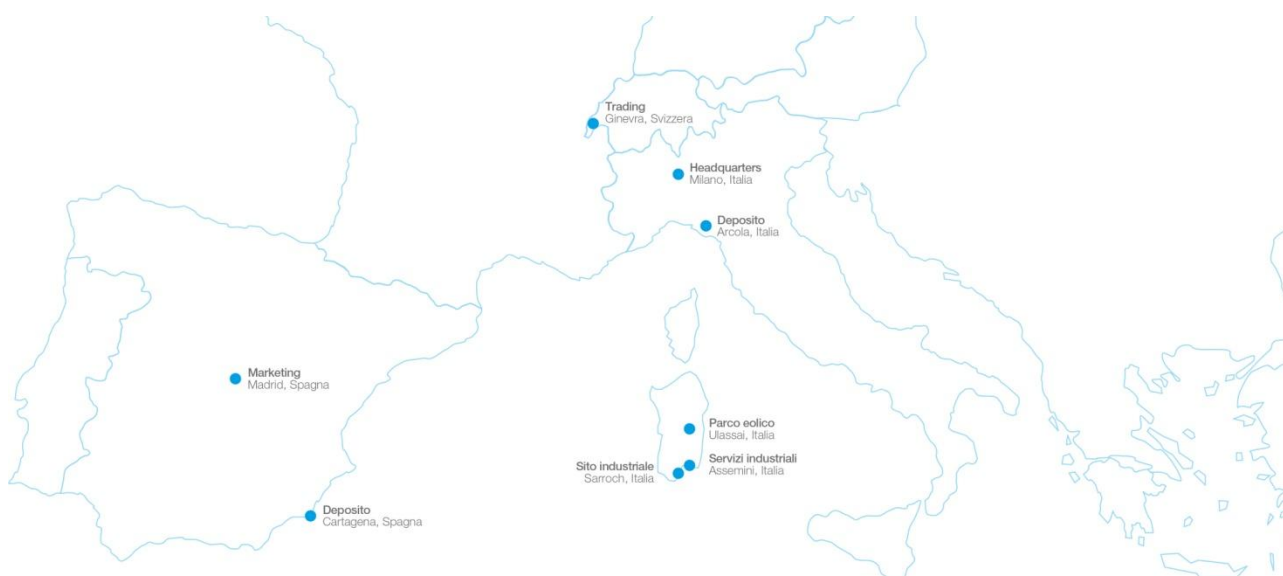 Trading
Ginevra, Svizzera
Headquarters
Milano, Italia
Deposito
Arcola, Italia
Marketing
Madrid, Spagna
Parco eolico
Ulassai, Italia
Servizi industriali
Assemini, Italia
Sito industriale
Sarroch, Italia
Deposito
Cartagena, Spagna